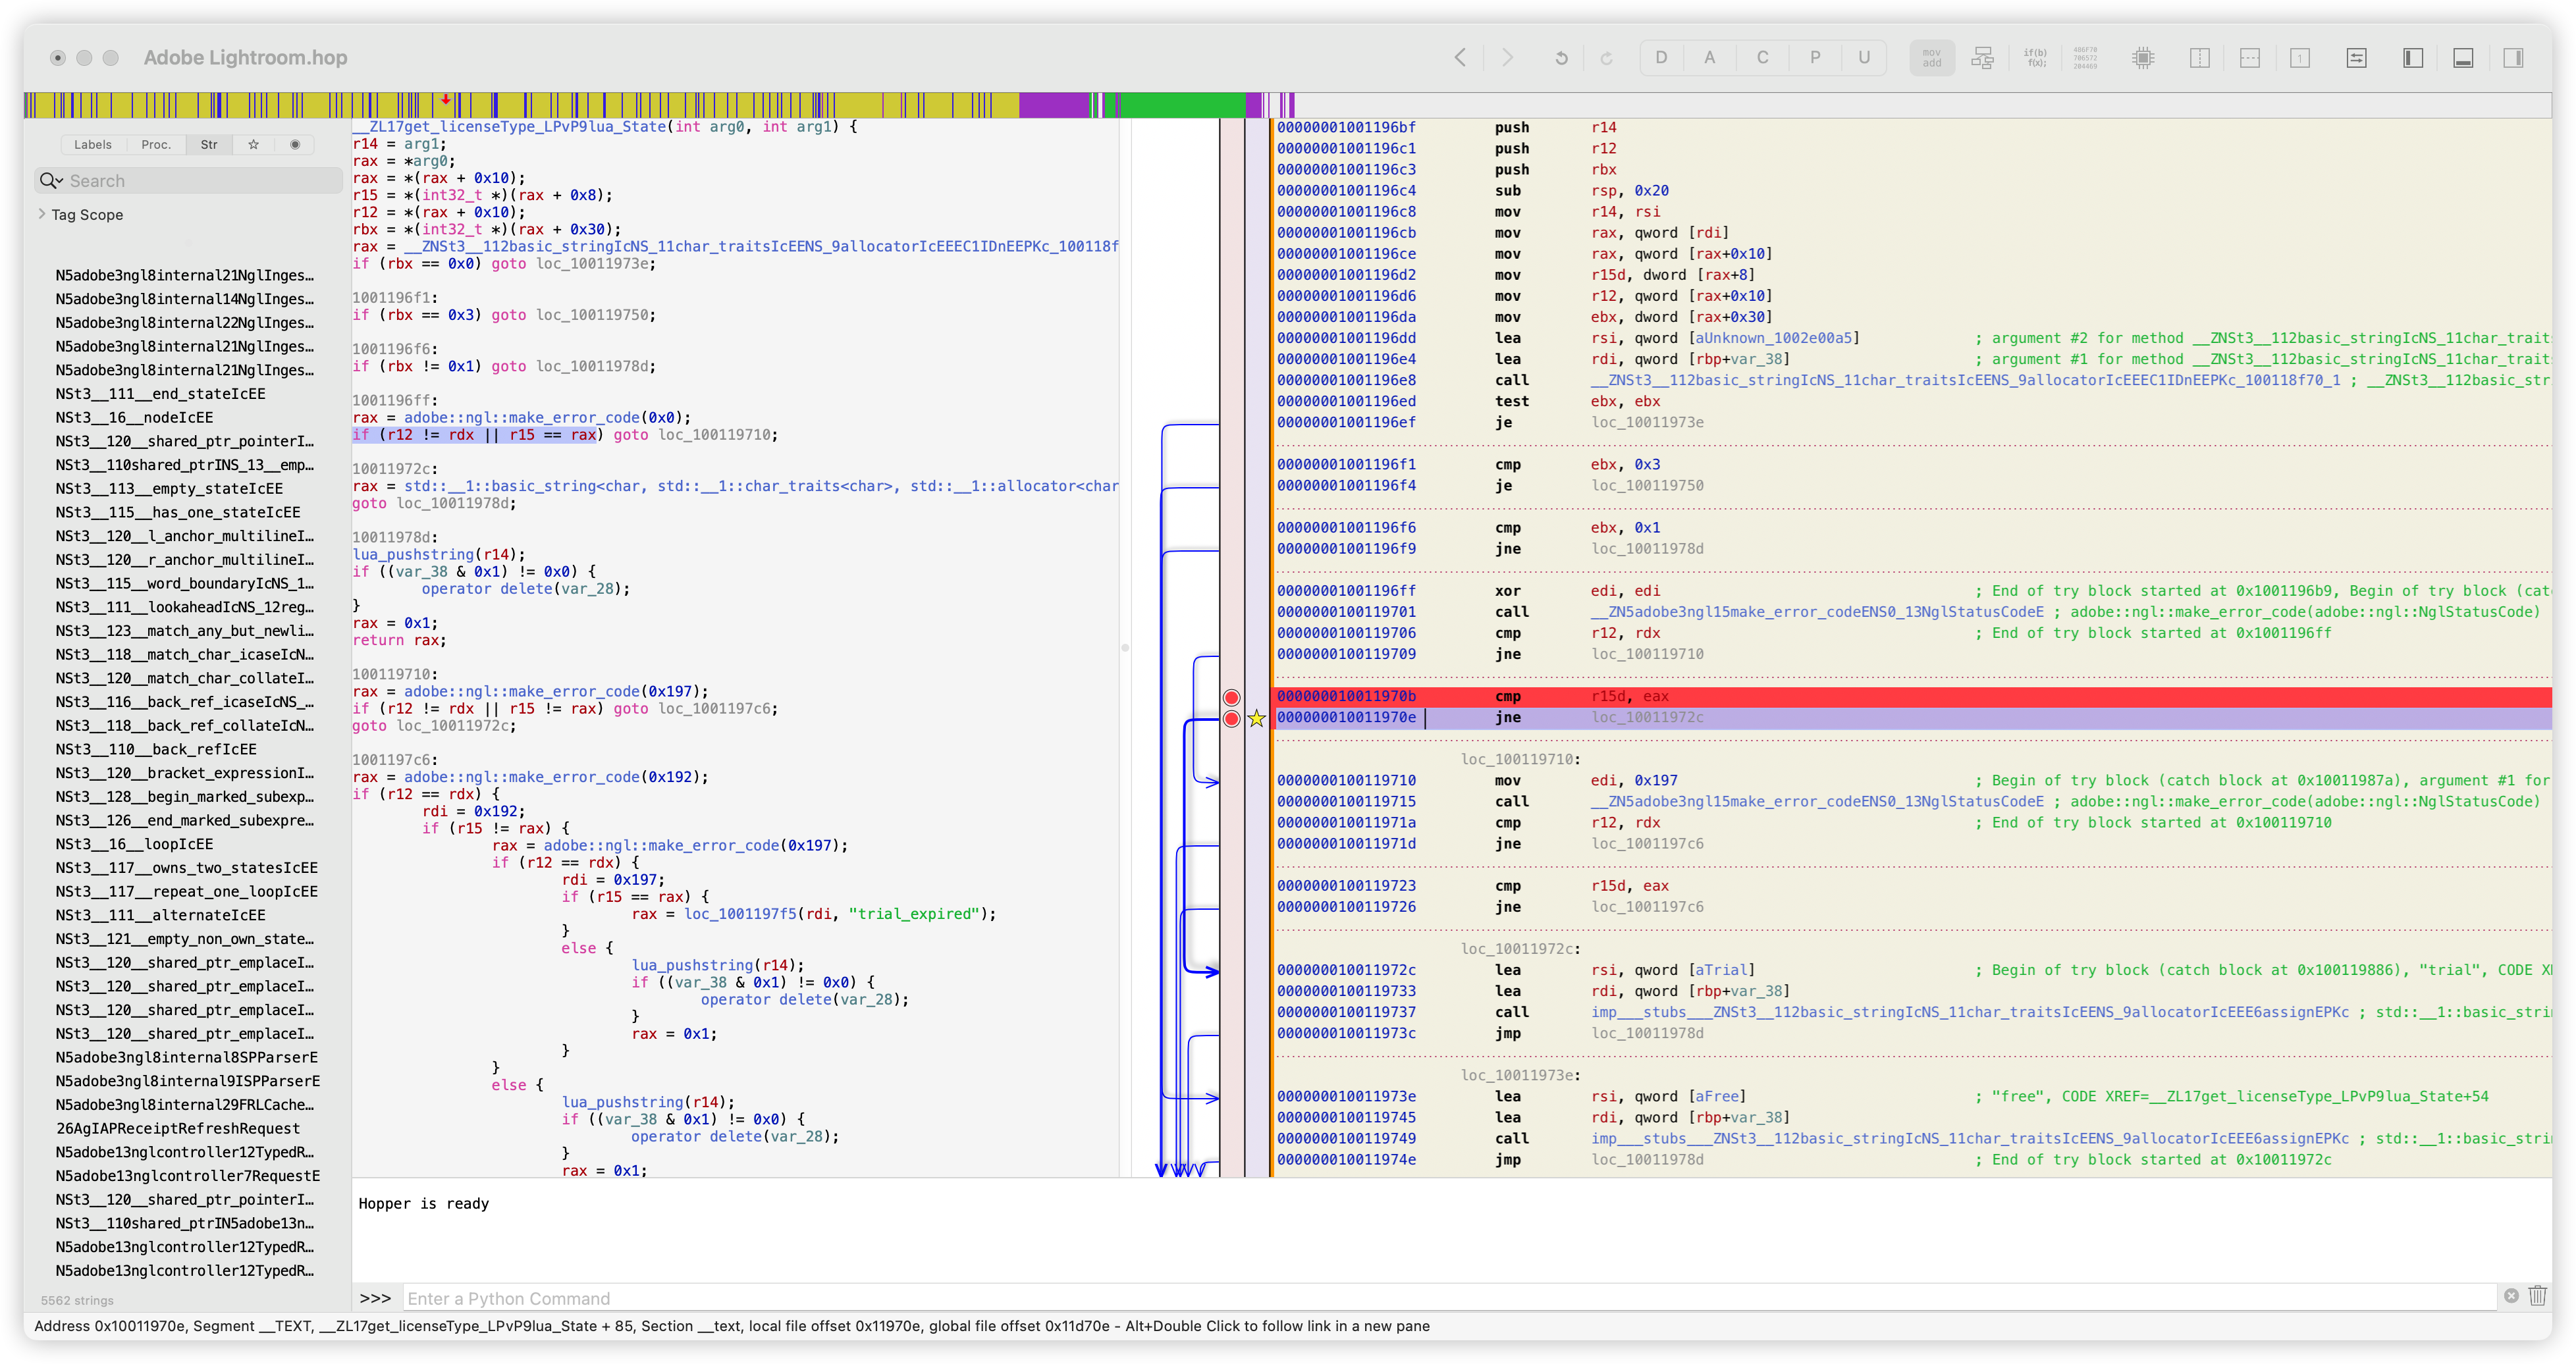 Adobe Lightroom.hop
D A C P U
mov
add
if(b)
f(x);
1
Labels Proc. Str
Search
Tag Scope
N5adobe3ngl8internal21NglInges…
N5adobe3ngl8internal14NglInges…
N5adobe3ngl8internal22NglInges…
N5adobe3ngl8internal21NglInges…
N5adobe3ngl8internal21NglInges…
NSt3__111__end_stateIcEE
NSt3__16__nodeIcEE
NSt3__120__shared_ptr_pointerI…
NSt3__110shared_ptrINS_13__emp…
NSt3__113__empty_stateIcEE
NSt3__115__has_one_stateIcEE
NSt3__120__l_anchor_multilineI…
NSt3__120__r_anchor_multilineI…
NSt3__115__word_boundaryIcNS_1…
NSt3__111__lookaheadIcNS_12reg…
NSt3__123__match_any_but_newli…
NSt3__118__match_char_icaseIcN…
NSt3__120__match_char_collateI…
NSt3__116__back_ref_icaseIcNS_…
NSt3__118__back_ref_collateIcN…
NSt3__110__back_refIcEE
NSt3__120__bracket_expressionI…
NSt3__128__begin_marked_subexp…
NSt3__126__end_marked_subexpre…
NSt3__16__loopIcEE
NSt3__117__owns_two_statesIcEE
NSt3__117__repeat_one_loopIcEE
NSt3__111__alternateIcEE
NSt3__121__empty_non_own_state…
NSt3__120__shared_ptr_emplaceI…
NSt3__120__shared_ptr_emplaceI…
NSt3__120__shared_ptr_emplaceI…
NSt3__120__shared_ptr_emplaceI…
N5adobe3ngl8internal8SPParserE
N5adobe3ngl8internal9ISPParserE
N5adobe3ngl8internal29FRLCache…
26AgIAPReceiptRefreshRequest
N5adobe13nglcontroller12TypedR…
N5adobe13nglcontroller7RequestE
NSt3__120__shared_ptr_pointerI…
NSt3__110shared_ptrIN5adobe13n…
N5adobe13nglcontroller12TypedR…
N5adobe13nglcontroller12TypedR…
5562 strings
__ZL17get_licenseType_LPvP9lua_State(int arg0, int arg1) {
r14 = arg1;
rax = *arg0;
rax = *(rax + 0x10);
r15 = *(int32_t *)(rax + 0x8);
r12 = *(rax + 0x10);
rbx = *(int32_t *)(rax + 0x30);
rax = __ZNSt3__112basic_stringIcNS_11char_traitsIcEENS_9allocatorIcEEEC1IDnEEPKc_100118f
if (rbx == 0x0) goto loc_10011973e;
1001196f1:
if (rbx == 0x3) goto loc_100119750;
1001196f6:
if (rbx != 0x1) goto loc_10011978d;
1001196ff:
rax = adobe::ngl::make_error_code(0x0);
if (r12 != rdx || r15 == rax) goto loc_100119710;
10011972c:
rax = std::__1::basic_string<char, std::__1::char_traits<char>, std::__1::allocator<char
goto loc_10011978d;
10011978d:
lua_pushstring(r14);
if ((var_38 & 0x1) != 0x0) {
operator delete(var_28);
}
rax = 0x1;
return rax;
100119710:
rax = adobe::ngl::make_error_code(0x197);
if (r12 != rdx || r15 != rax) goto loc_1001197c6;
goto loc_10011972c;
1001197c6:
rax = adobe::ngl::make_error_code(0x192);
if (r12 == rdx) {
rdi = 0x192;
if (r15 != rax) {
rax = adobe::ngl::make_error_code(0x197);
if (r12 == rdx) {
rdi = 0x197;
if (r15 == rax) {
rax = loc_1001197f5(rdi, "trial_expired");
}
else {
lua_pushstring(r14);
if ((var_38 & 0x1) != 0x0) {
operator delete(var_28);
}
rax = 0x1;
}
}
else {
lua_pushstring(r14);
if ((var_38 & 0x1) != 0x0) {
operator delete(var_28);
}
rax = 0x1;
00000001001196bf push r14
00000001001196c1 push r12
00000001001196c3 push rbx
00000001001196c4 sub rsp, 0x20
00000001001196c8 mov r14, rsi
00000001001196cb mov rax, qword [rdi]
00000001001196ce mov rax, qword [rax+0x10]
00000001001196d2 mov r15d, dword [rax+8]
00000001001196d6 mov r12, qword [rax+0x10]
00000001001196da mov ebx, dword [rax+0x30]
00000001001196dd lea rsi, qword [aUnknown_1002e00a5] ; argument #2 for method __ZNSt3__112basic_stringIcNS_11char_trait
00000001001196e4 lea rdi, qword [rbp+var_38] ; argument #1 for method __ZNSt3__112basic_stringIcNS_11char_trait
00000001001196e8 call __ZNSt3__112basic_stringIcNS_11char_traitsIcEENS_9allocatorIcEEEC1IDnEEPKc_100118f70_1 ; __ZNSt3__112basic_str
00000001001196ed test ebx, ebx
00000001001196ef je loc_10011973e
00000001001196f1 cmp ebx, 0x3
00000001001196f4 je loc_100119750
00000001001196f6 cmp ebx, 0x1
00000001001196f9 jne loc_10011978d
00000001001196ff xor edi, edi ; End of try block started at 0x1001196b9, Begin of try block (cat
0000000100119701 call __ZN5adobe3ngl15make_error_codeENS0_13NglStatusCodeE ; adobe::ngl::make_error_code(adobe::ngl::NglStatusCode)
0000000100119706 cmp r12, rdx ; End of try block started at 0x1001196ff
0000000100119709 jne loc_100119710
000000010011970b cmp r15d, eax
000000010011970e jne loc_10011972c
loc_100119710:
0000000100119710 mov edi, 0x197 ; Begin of try block (catch block at 0x10011987a), argument #1 for
0000000100119715 call __ZN5adobe3ngl15make_error_codeENS0_13NglStatusCodeE ; adobe::ngl::make_error_code(adobe::ngl::NglStatusCode)
000000010011971a cmp r12, rdx ; End of try block started at 0x100119710
000000010011971d jne loc_1001197c6
0000000100119723 cmp r15d, eax
0000000100119726 jne loc_1001197c6
loc_10011972c:
000000010011972c lea rsi, qword [aTrial] ; Begin of try block (catch block at 0x100119886), "trial", CODE X
0000000100119733 lea rdi, qword [rbp+var_38]
0000000100119737 call imp___stubs___ZNSt3__112basic_stringIcNS_11char_traitsIcEENS_9allocatorIcEEE6assignEPKc ; std::__1::basic_stri
000000010011973c jmp loc_10011978d
loc_10011973e:
000000010011973e lea rsi, qword [aFree] ; "free", CODE XREF=__ZL17get_licenseType_LPvP9lua_State+54
0000000100119745 lea rdi, qword [rbp+var_38]
0000000100119749 call imp___stubs___ZNSt3__112basic_stringIcNS_11char_traitsIcEENS_9allocatorIcEEE6assignEPKc ; std::__1::basic_stri
000000010011974e jmp loc_10011978d ; End of try block started at 0x10011972c
Hopper is ready
>>> Enter a Python Command
Address 0x10011970e, Segment __TEXT, __ZL17get_licenseType_LPvP9lua_State + 85, Section __text, local file offset 0x11970e, global file offset 0x11d70e - Alt+Double Click to follow link in a new pane